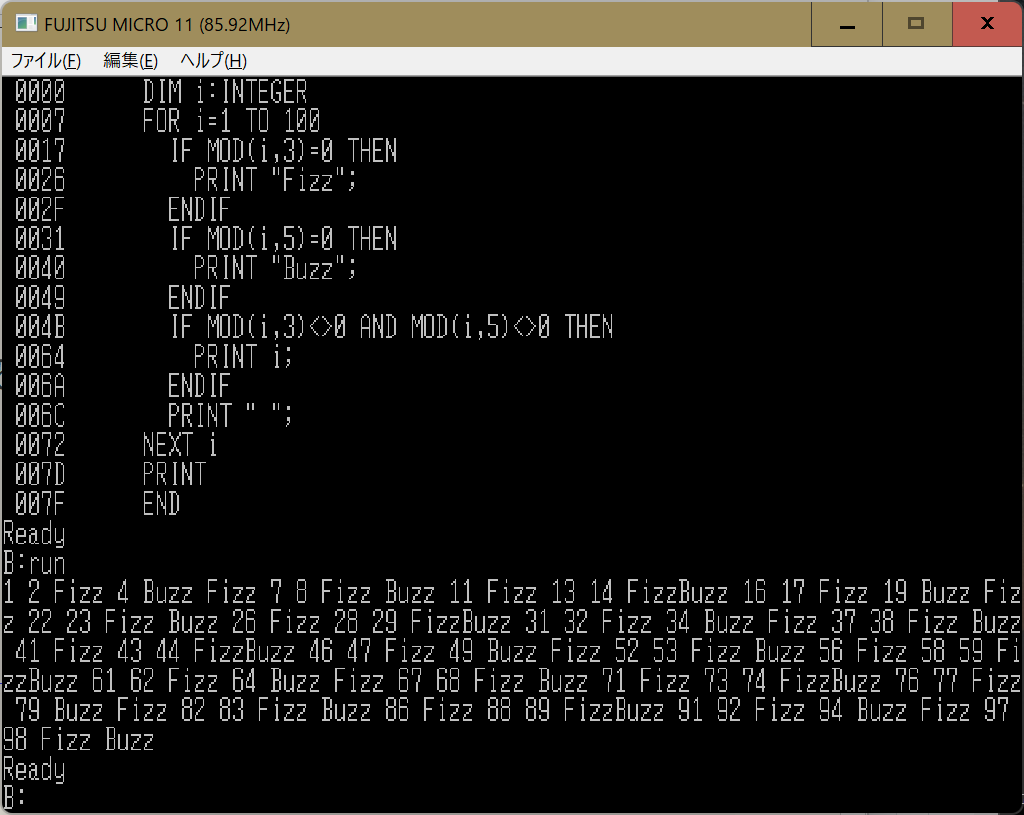 FUJITSU MICRO 11 (85.92MHz)
ファイル(F) 編集(E) ヘルプ(H)
0000 DIM i:INTEGER
0007 FOR i=1 TO 100
0017 IF MOD(i,3)=0 THEN
0026 PRINT "Fizz";
002F ENDIF
0031 IF MOD(i,5)=0 THEN
0040 PRINT "Buzz";
0049 ENDIF
004B IF MOD(i,3)<>0 AND MOD(i,5)<>0 THEN
0064 PRINT i;
006A ENDIF
006C PRINT " ";
0072 NEXT i
007D PRINT
007F END
Ready
B:run
1 2 Fizz 4 Buzz Fizz 7 8 Fizz Buzz 11 Fizz 13 14 FizzBuzz 16 17 Fizz 19 Buzz Fiz
z 22 23 Fizz Buzz 26 Fizz 28 29 FizzBuzz 31 32 Fizz 34 Buzz Fizz 37 38 Fizz Buzz
41 Fizz 43 44 FizzBuzz 46 47 Fizz 49 Buzz Fizz 52 53 Fizz Buzz 56 Fizz 58 59 Fi
zzBuzz 61 62 Fizz 64 Buzz Fizz 67 68 Fizz Buzz 71 Fizz 73 74 FizzBuzz 76 77 Fizz
79 Buzz Fizz 82 83 Fizz Buzz 86 Fizz 88 89 FizzBuzz 91 92 Fizz 94 Buzz Fizz 97
98 Fizz Buzz
Ready
B: